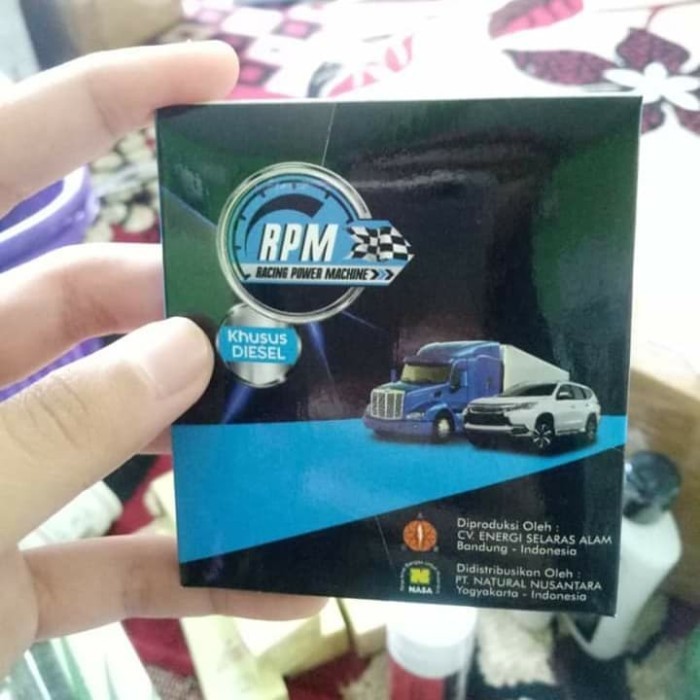 RPM
RACING POWER MACHINE
Khusus
DIESEL
Diproduksi Oleh :
CV. ENERGI SELARAS ALAM
Bandung - Indonesia
Didistribusikan Oleh :
PT. NATURAL NUSANTARA
Yogyakarta - Indonesia
NASA